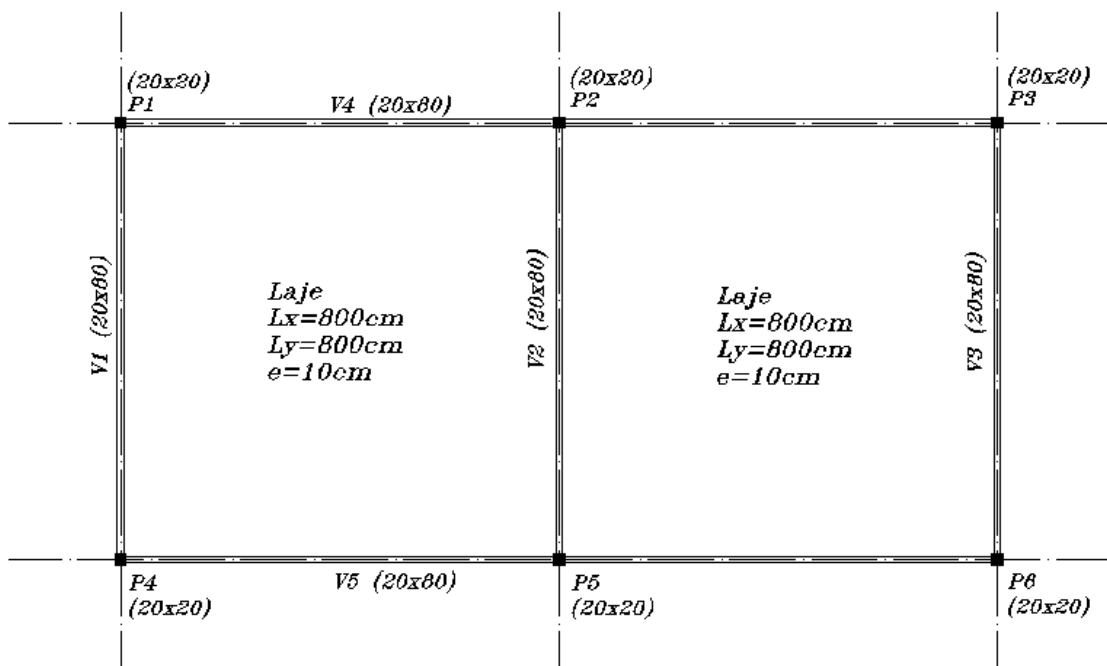 (20x20)
P1
V4 (20x80)
(20x20)
P2
(20x20)
P3
V1 (20x80)
Laje
Lx=800cm
Ly=800cm
e=10cm
V2 (20x80)
Laje
Lx=800cm
Ly=800cm
e=10cm
V3 (20x80)
P4
(20x20)
V5 (20x80)
P5
(20x20)
P6
(20x20)